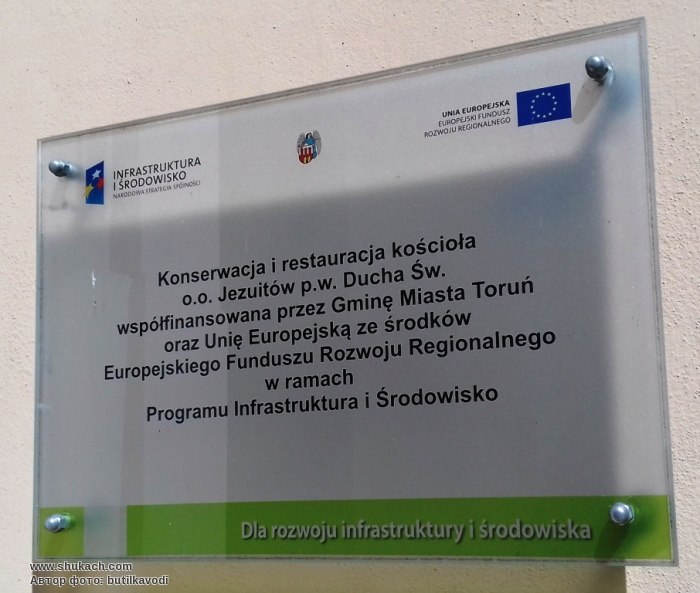 INFRASTRUKTURA
I ŚRODOWISKO
NARODOWA STRATEGIA SPÓJNOŚCI
UNIA EUROPEJSKA
EUROPEJSKI FUNDUSZ
ROZWOJU REGIONALNEGO
Konserwacja i restauracja kościoła
o.o. Jezuitów p.w. Ducha Św.
współfinansowana przez Gminę Miasta Toruń
oraz Unię Europejską ze środków
Europejskiego Funduszu Rozwoju Regionalnego
w ramach
Programu Infrastruktura i Środowisko
Dla rozwoju infrastruktury i środowiska
www.shukach.com
Автор фото: butilkavodi